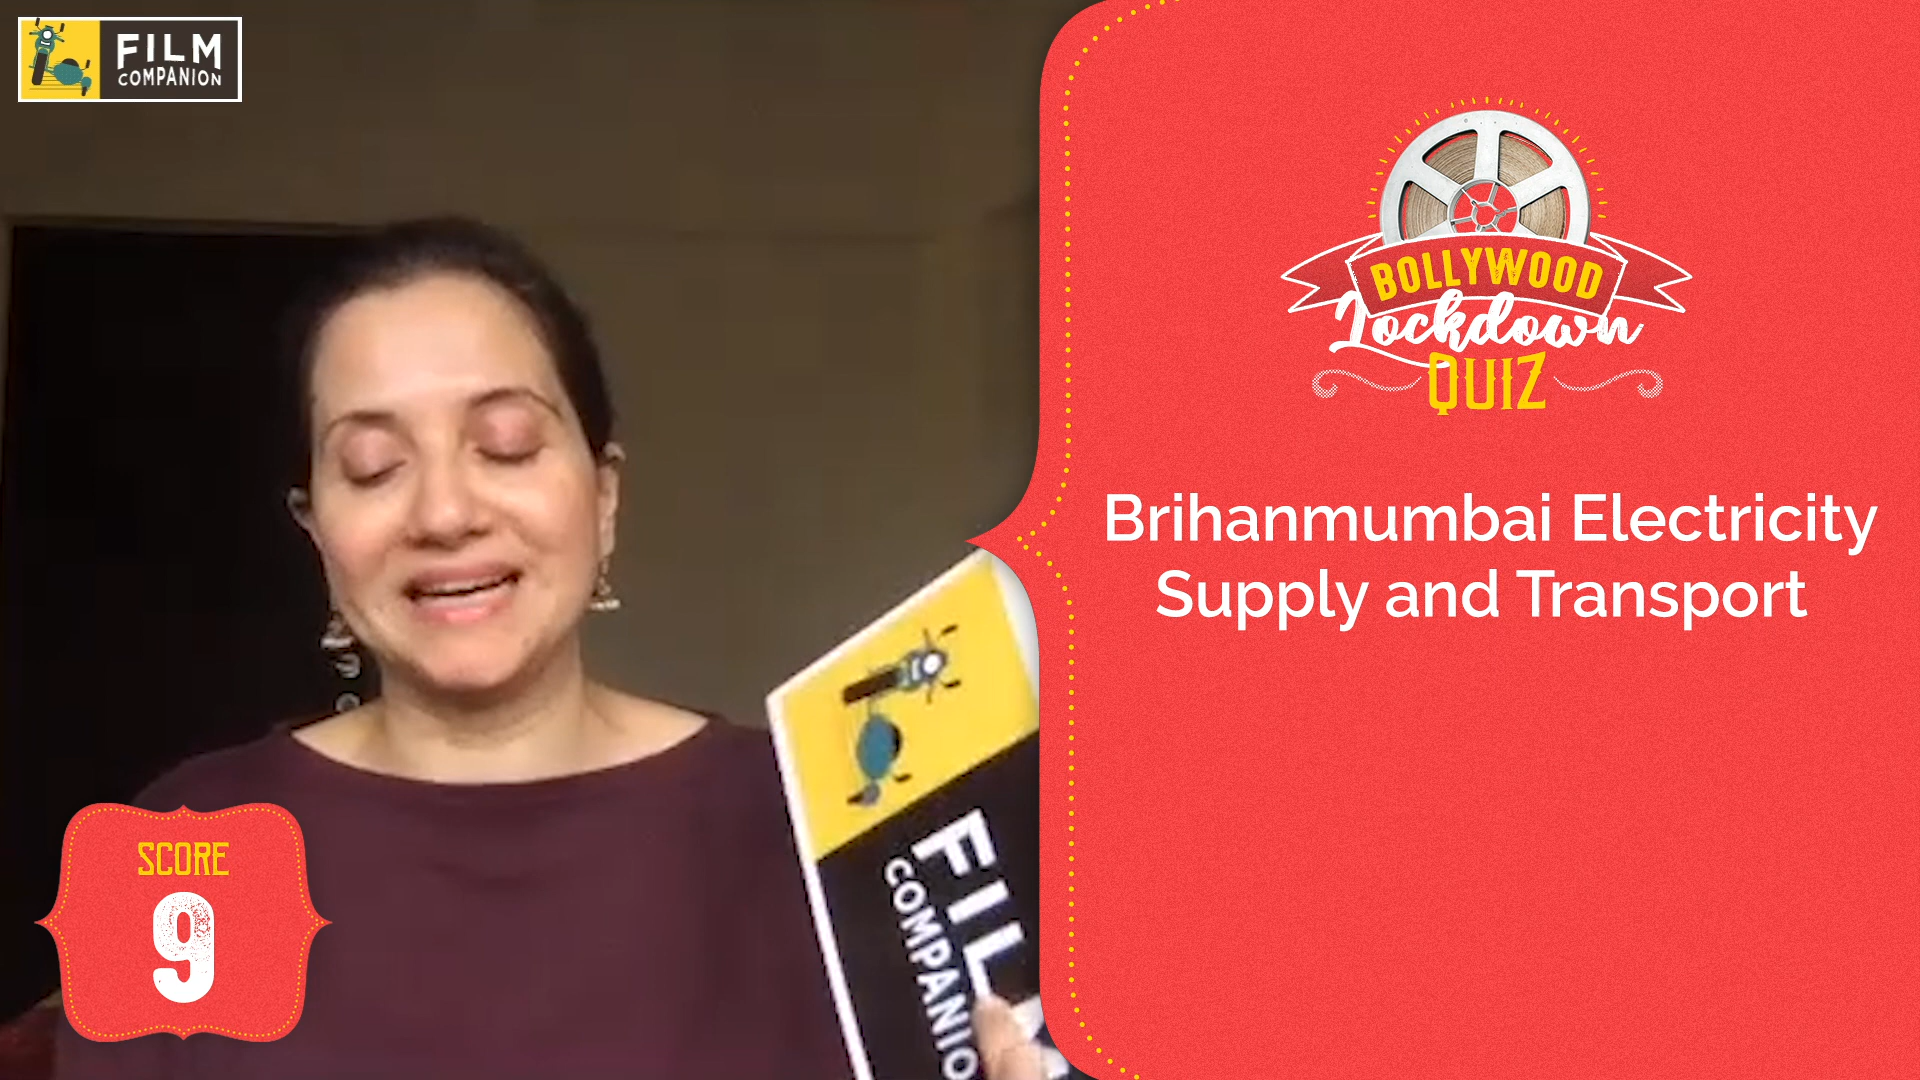 FILM
COMPANION
BOLLYWOOD
Lockdown
QUIZ
Brihanmumbai Electricity
Supply and Transport
SCORE
9
FILM
COMPANION